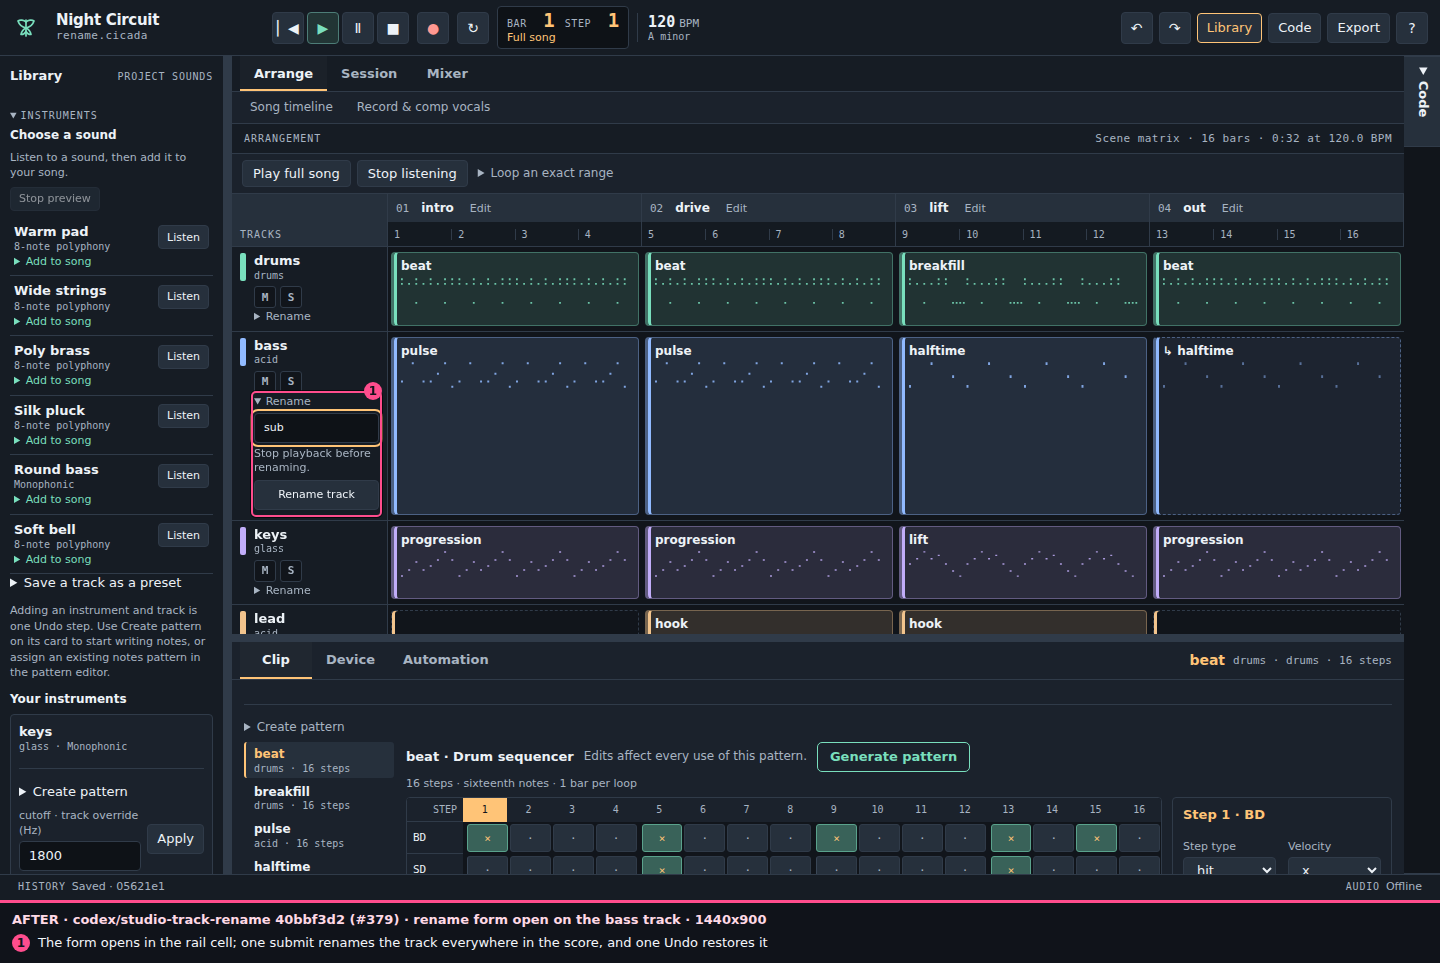 Night Circuit
rename.cicada
BAR 1 STEP 1
Full song
120 BPM
A minor
Library
Code
Export
?
Library
PROJECT SOUNDS
INSTRUMENTS
Choose a sound
Listen to a sound, then add it to
your song.
Stop preview
Warm pad
8-note polyphony
Add to song
Listen
Wide strings
8-note polyphony
Add to song
Listen
Poly brass
8-note polyphony
Add to song
Listen
Silk pluck
8-note polyphony
Add to song
Listen
Round bass
Monophonic
Add to song
Listen
Soft bell
8-note polyphony
Add to song
Listen
Save a track as a preset
Adding an instrument and track is
one Undo step. Use Create pattern
on its card to start writing notes, or
assign an existing notes pattern in
the pattern editor.
Your instruments
keys
glass · Monophonic
Create pattern
cutoff · track override
(Hz)
1800
Apply
Arrange
Session
Mixer
Song timeline
Record & comp vocals
ARRANGEMENT
Scene matrix · 16 bars · 0:32 at 120.0 BPM
Play full song
Stop listening
Loop an exact range
01 intro Edit
02 drive Edit
03 lift Edit
04 out Edit
TRACKS
1 2 3 4 5 6 7 8 9 10 11 12 13 14 15 16
drums
drums
M S
Rename
beat
beat
breakfill
beat
bass
acid
M S
Rename
1
sub
Stop playback before
renaming.
Rename track
pulse
pulse
halftime
↳ halftime
keys
glass
M S
Rename
progression
progression
lift
progression
lead
acid
hook
hook
Code
Clip
Device
Automation
beat drums · drums · 16 steps
Create pattern
beat
drums · 16 steps
breakfill
drums · 16 steps
pulse
acid · 16 steps
halftime
beat · Drum sequencer
Edits affect every use of this pattern.
Generate pattern
16 steps · sixteenth notes · 1 bar per loop
STEP 1 2 3 4 5 6 7 8 9 10 11 12 13 14 15 16
BD × · · · × · · · × · · · × · × ·
SD · · · · × · · · · · · · × · · ·
Step 1 · BD
Step type
Velocity
hit
x
HISTORY Saved · 05621e1
AUDIO Offline
AFTER · codex/studio-track-rename 40bbf3d2 (#379) · rename form open on the bass track · 1440x900
1 The form opens in the rail cell; one submit renames the track everywhere in the score, and one Undo restores it